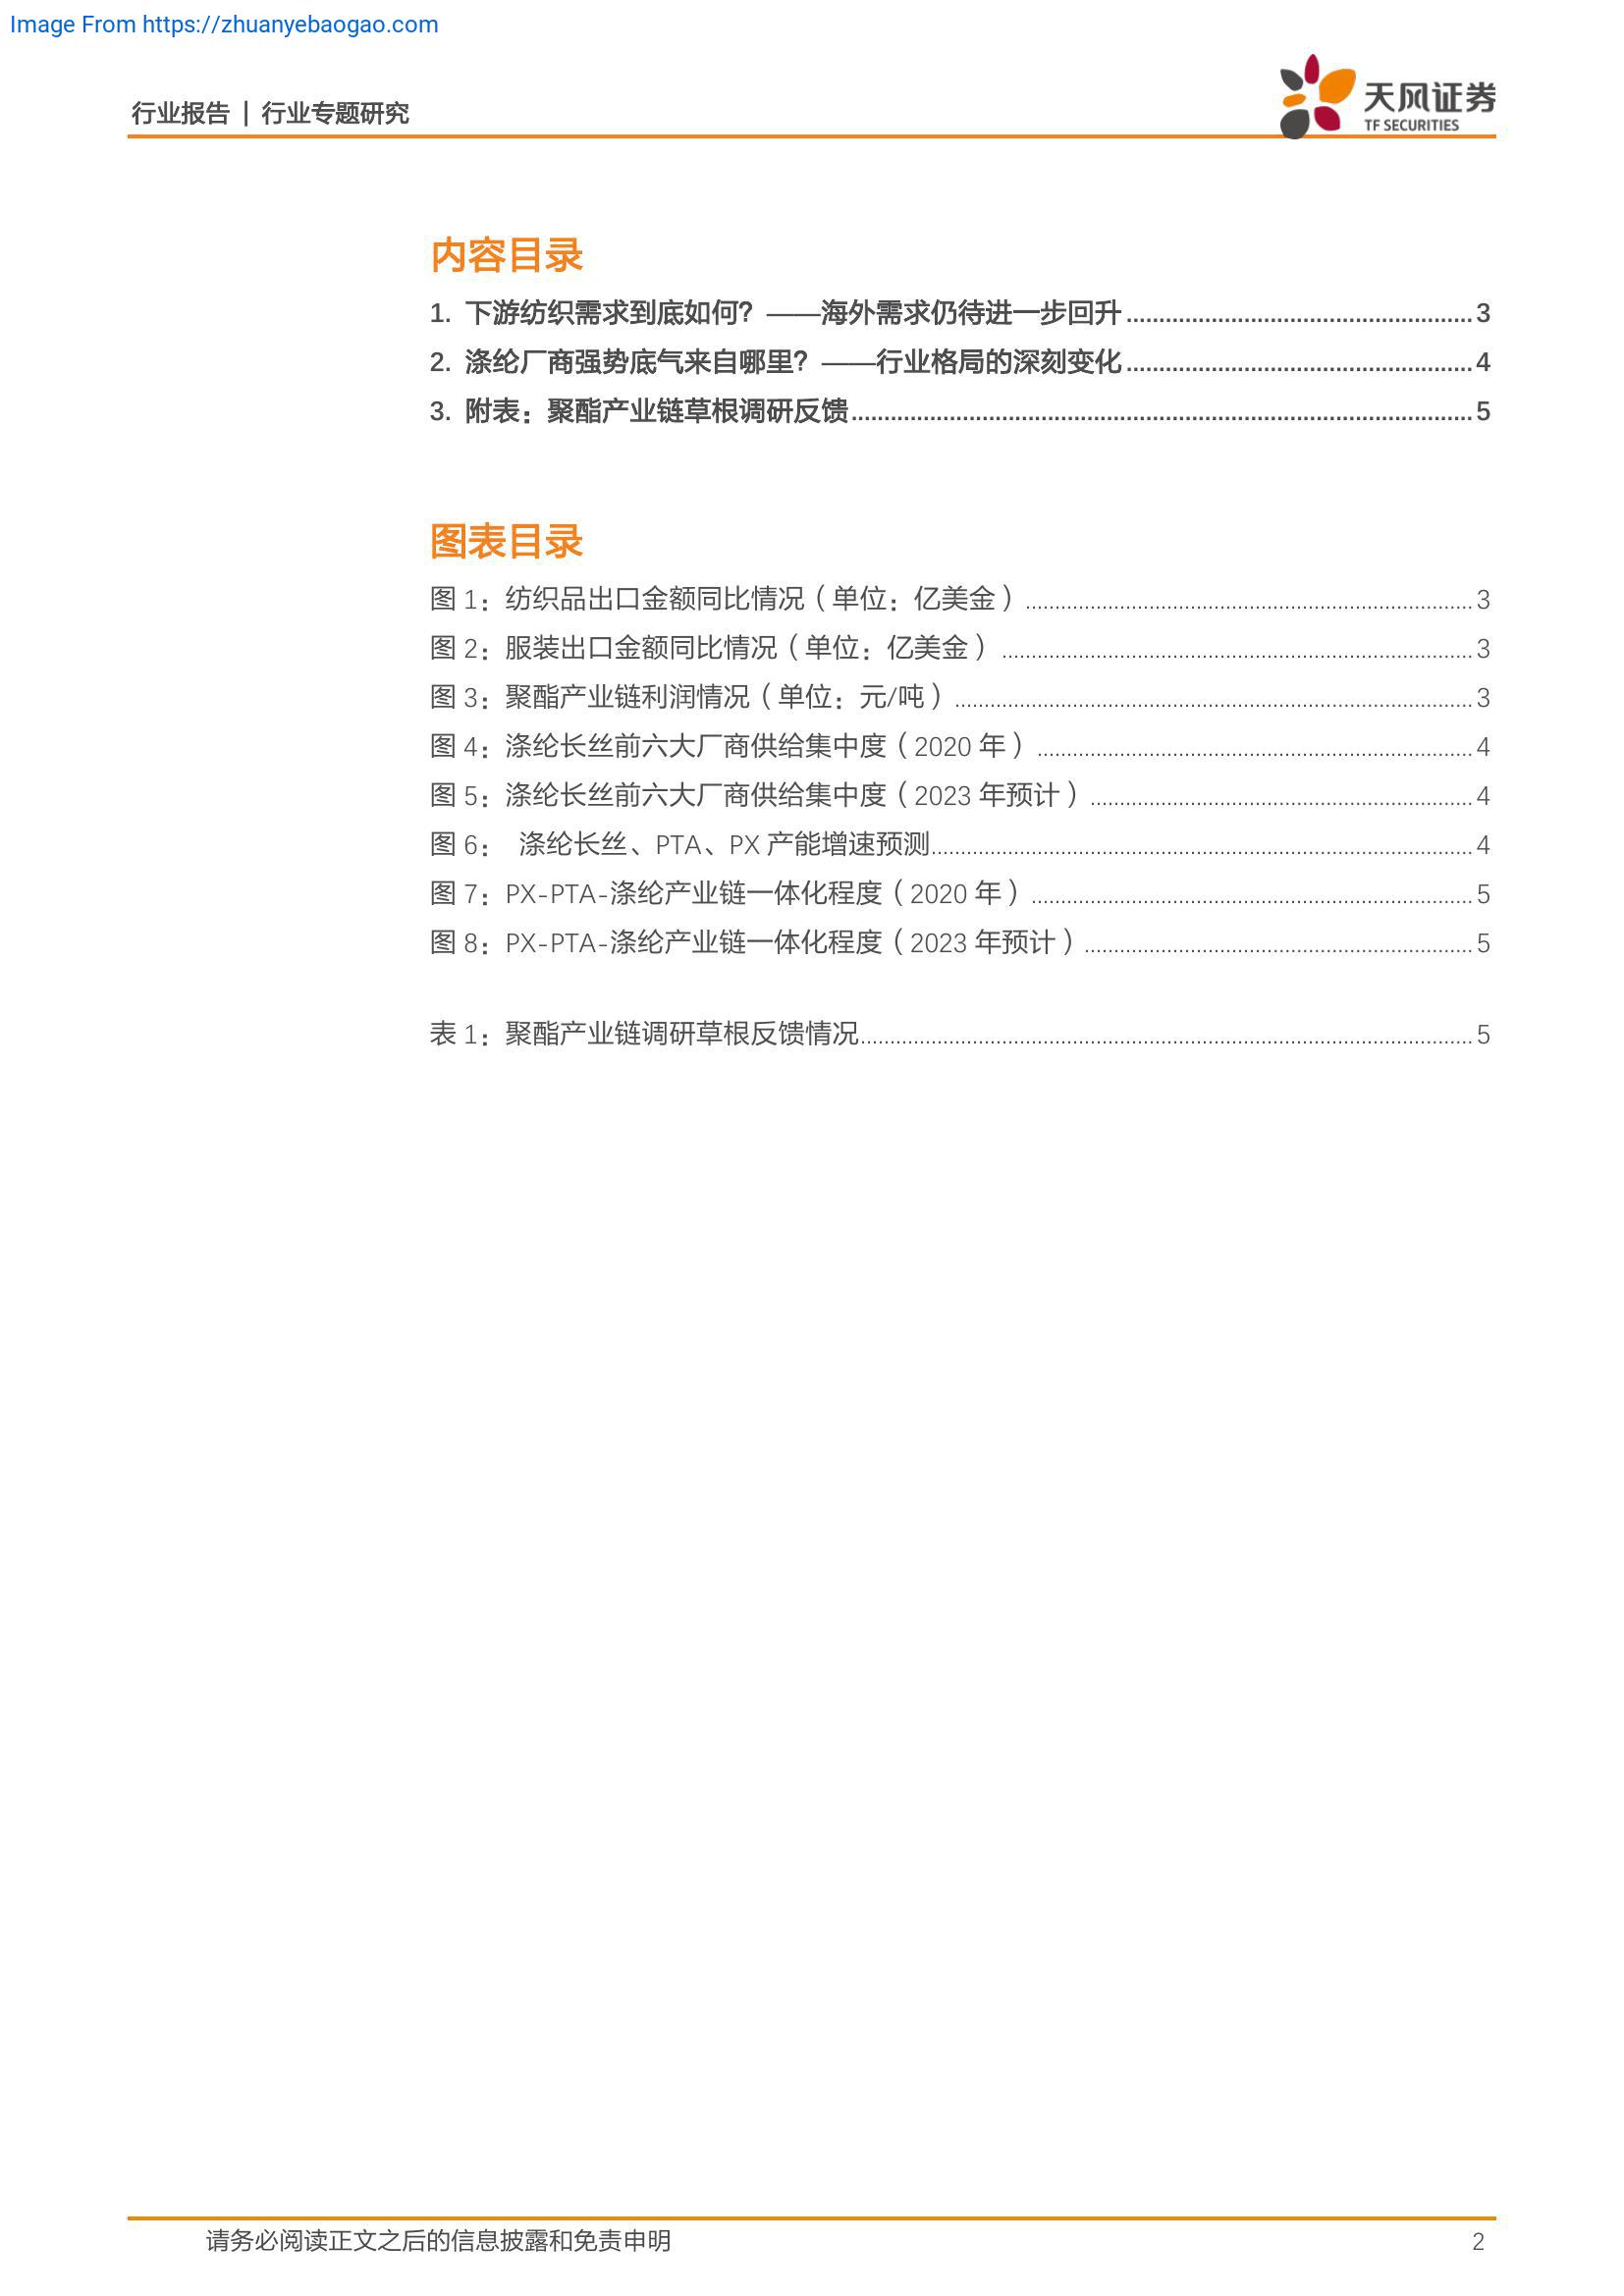 Image From https://zhuanyebaogao.com
行业报告 | 行业专题研究
天风证券
TF SECURITIES
内容目录
1. 下游纺织需求到底如何？——海外需求仍待进一步回升 3
2. 涤纶厂商强势底气来自哪里？——行业格局的深刻变化 4
3. 附表：聚酯产业链草根调研反馈 5
图表目录
图 1：纺织品出口金额同比情况（单位：亿美金） 3
图 2：服装出口金额同比情况（单位：亿美金） 3
图 3：聚酯产业链利润情况（单位：元/吨） 3
图 4：涤纶长丝前六大厂商供给集中度（2020 年） 4
图 5：涤纶长丝前六大厂商供给集中度（2023 年预计） 4
图 6： 涤纶长丝、PTA、PX 产能增速预测 4
图 7：PX-PTA-涤纶产业链一体化程度（2020 年） 5
图 8：PX-PTA-涤纶产业链一体化程度（2023 年预计） 5
表 1：聚酯产业链调研草根反馈情况 5
请务必阅读正文之后的信息披露和免责申明 2